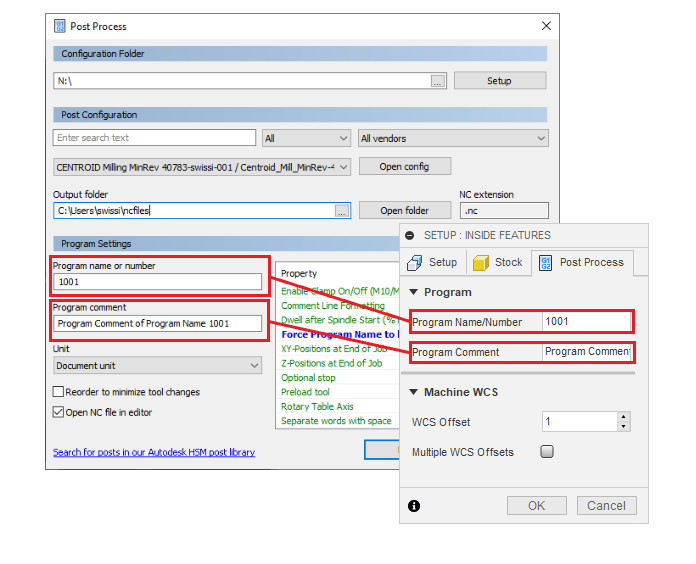 Post Process
Configuration Folder
N:\
...
Setup
Post Configuration
Enter search text
All
All vendors
CENTROID Milling MinRev 40783-swissi-001 / Centroid_Mill_MinRev-4
Open config
Output folder
NC extension
C:\Users\swissi\ncfiles
...
Open folder
.nc
Program Settings
Program name or number
1001
Program comment
Program Comment of Program Name 1001
Unit
Document unit
Reorder to minimize tool changes
Open NC file in editor
Search for posts in our Autodesk HSM post library
Property
Enable Clamp On/Off (M10/M
Comment Line Formatting
Dwell after Spindle Start (%
Force Program Name to
XY-Positions at End of Job
Z-Positions at End of Job
Optional stop
Preload tool
Rotary Table Axis
Separate words with space
SETUP : INSIDE FEATURES
Setup
Stock
G1
G2
Post Process
Program
Program Name/Number
1001
Program Comment
Program Comment
Machine WCS
WCS Offset
1
Multiple WCS Offsets
OK
Cancel